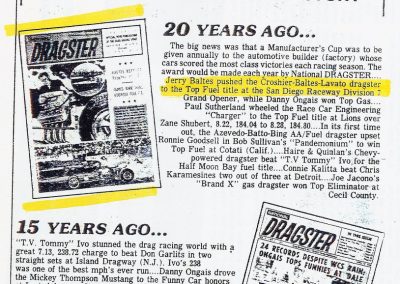 20 YEARS AGO...
The big news was that a Manufacturer's Cup was to be
given annually to the automotive builder (factory) whose
cars scored the most class victories each racing season. The
award would be made each year by National DRAGSTER....
Jerry Baltes pushed the Croshier-Baltes-Lavato dragster
to the Top Fuel title at the San Diego Raceway Division 7
Grand Opener, while Danny Ongais won Top Gas....
Paul Sutherland wheeled the Race Car Engineering
"Charger" to the Top Fuel title at Lions over
Zane Shubert, 8.22, 184.04 to 8.28, 184.80....In its first time
out, the Azevedo-Batto-Bing AA/Fuel dragster upset
Ronnie Goodsell in Bob Sullivan's "Pandemonium" to win
Top Fuel at Cotati (Calif.)....Haire & Quinlan's Chevy-
powered dragster beat "T.V Tommy" Ivo for the
Half Moon Bay fuel title....Connie Kalitta beat Chris
Karamesines two out of three at Detroit....Joe Jacono's
"Brand X" gas dragster won Top Eliminator at
Cecil County.
DRAGSTER
15 YEARS AGO...
"T.V. Tommy" Ivo stunned the drag racing world with a
great 7.13, 238.72 charge to beat Don Garlits in two
straight sets at Island Dragway (N.J.). Ivo's 238
was one of the best mph's ever run....Danny Ongais drove
the Mickey Thompson Mustang to the Funny Car honors
DRAGSTER
24 RECORDS DESPITE WCS RAIN;
ONGAIS TOPS FUNNIES AT 'DALE